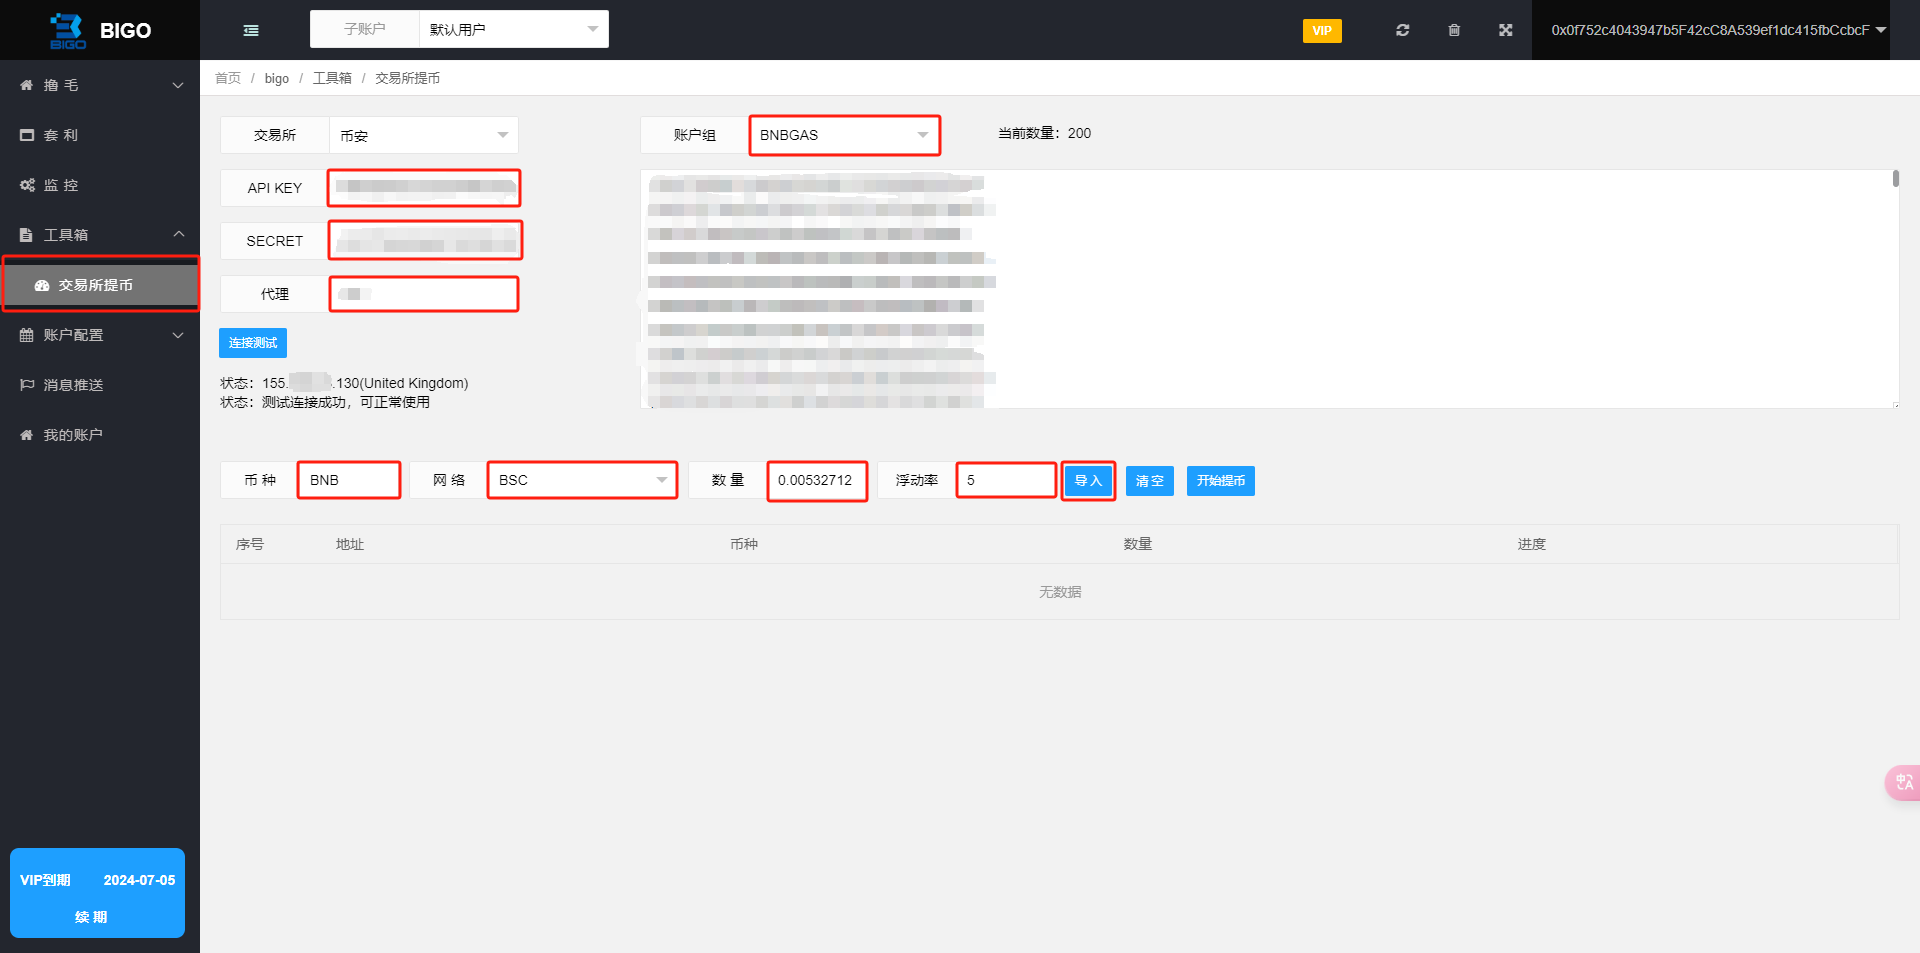 BIGO
BIGO
子账户
默认用户
VIP
0x0f752c4043947b5F42cC8A539ef1dc415fbCcbcF
撸 毛
套 利
监 控
工具箱
交易所提币
账户配置
消息推送
我的账户
VIP到期 2024-07-05
续 期
首页 / bigo / 工具箱 / 交易所提币
交易所
币安
账户组
BNBGAS
当前数量：200
API KEY
SECRET
代理
连接测试
状态：155. .130(United Kingdom)
状态：测试连接成功，可正常使用
币 种
BNB
网 络
BSC
数 量
0.00532712
浮动率
5
导 入
清 空
开始提币
序号 地址 币种 数量 进度
无数据